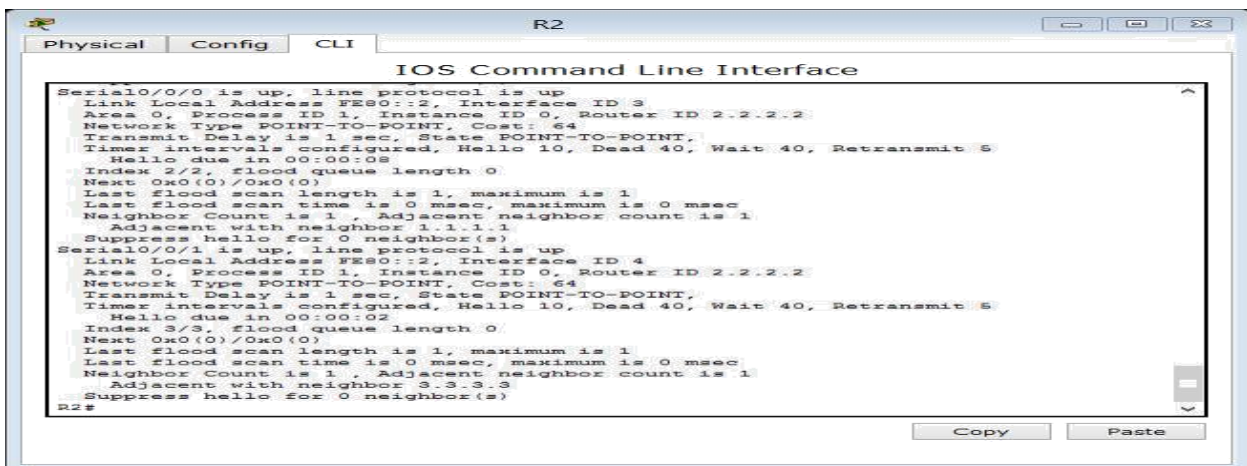 R2
Physical Config CLI
IOS Command Line Interface
Serial0/0/0 is up, line protocol is up
Link Local Address FE80::2, Interface ID 3
Area 0, Process ID 1, Instance ID 0, Router ID 2.2.2.2
Network Type POINT-TO-POINT, Cost: 64
Transmit Delay is 1 sec, State POINT-TO-POINT,
Timer intervals configured, Hello 10, Dead 40, Wait 40, Retransmit 5
Hello due in 00:00:08
Index 2/2, flood queue length 0
Next 0x0(0)/0x0(0)
Last flood scan length is 1, maximum is 1
Last flood scan time is 0 msec, maximum is 0 msec
Neighbor Count is 1 , Adjacent neighbor count is 1
Adjacent with neighbor 1.1.1.1
Suppress hello for 0 neighbor(s)
Serial0/0/1 is up, line protocol is up
Link Local Address FE80::2, Interface ID 4
Area 0, Process ID 1, Instance ID 0, Router ID 2.2.2.2
Network Type POINT-TO-POINT, Cost: 64
Transmit Delay is 1 sec, State POINT-TO-POINT,
Timer intervals configured, Hello 10, Dead 40, Wait 40, Retransmit 5
Hello due in 00:00:02
Index 3/3, flood queue length 0
Next 0x0(0)/0x0(0)
Last flood scan length is 1, maximum is 1
Last flood scan time is 0 msec, maximum is 0 msec
Neighbor Count is 1 , Adjacent neighbor count is 1
Adjacent with neighbor 3.3.3.3
Suppress hello for 0 neighbor(s)
R2#
Copy Paste